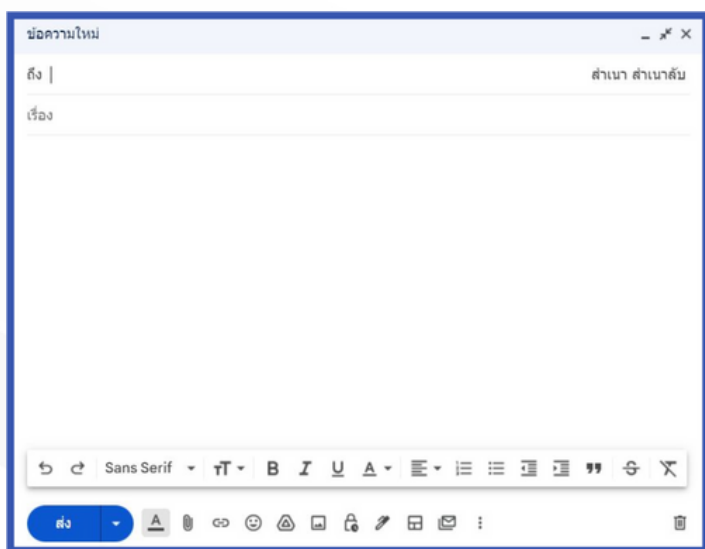 ข้อความใหม่
ถึง
สำเนา สำเนาลับ
เรื่อง
Sans Serif
ส่ง